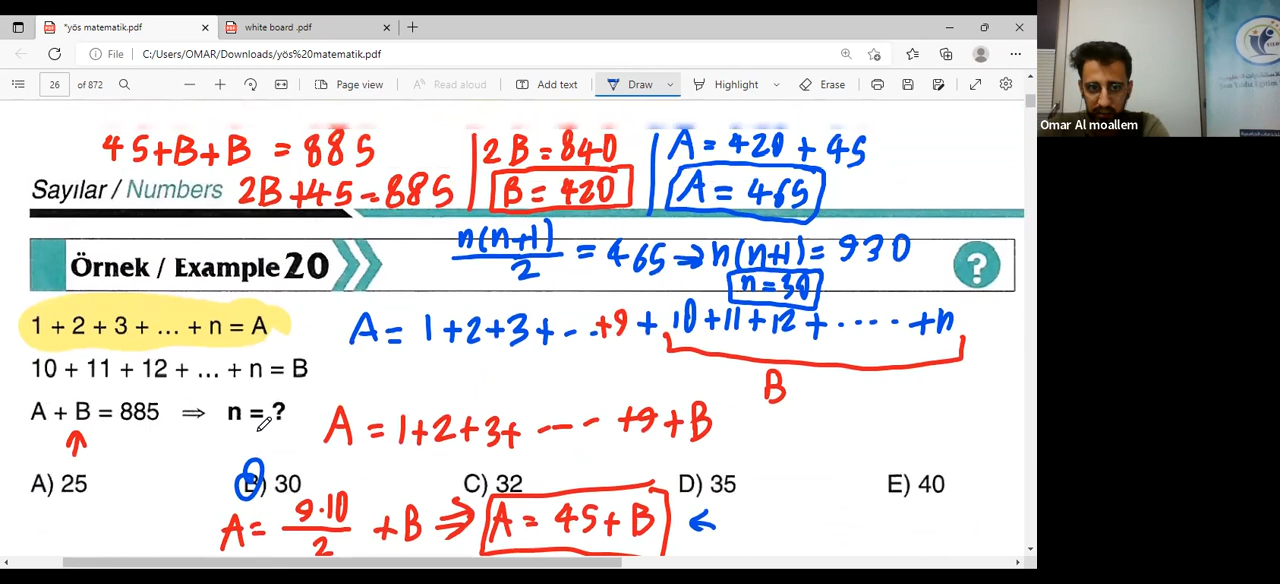 *yös matematik.pdf
white board .pdf
File C:/Users/OMAR/Downloads/yös%20matematik.pdf
26 of 872 Page view Read aloud Add text Draw Highlight Erase
Omar Al moallem
45+B+B = 885
2B=840
A=420+45
Sayılar / Numbers
2B+45=885
B=420
A=465
n(n+1)/2 = 465 ⇒ n(n+1)=930
Örnek / Example 20
?
n=30
1 + 2 + 3 + ... + n = A
A= 1+2+3+ -..+9+ 10+11+12+.....+n
10 + 11 + 12 + ... + n = B
B
A + B = 885 ⇒ n = ?
A = 1+2+3+ ---- +9+B
A) 25
B) 30
C) 32
D) 35
E) 40
A= 9·10/2 +B ⇒ A = 45+B ←